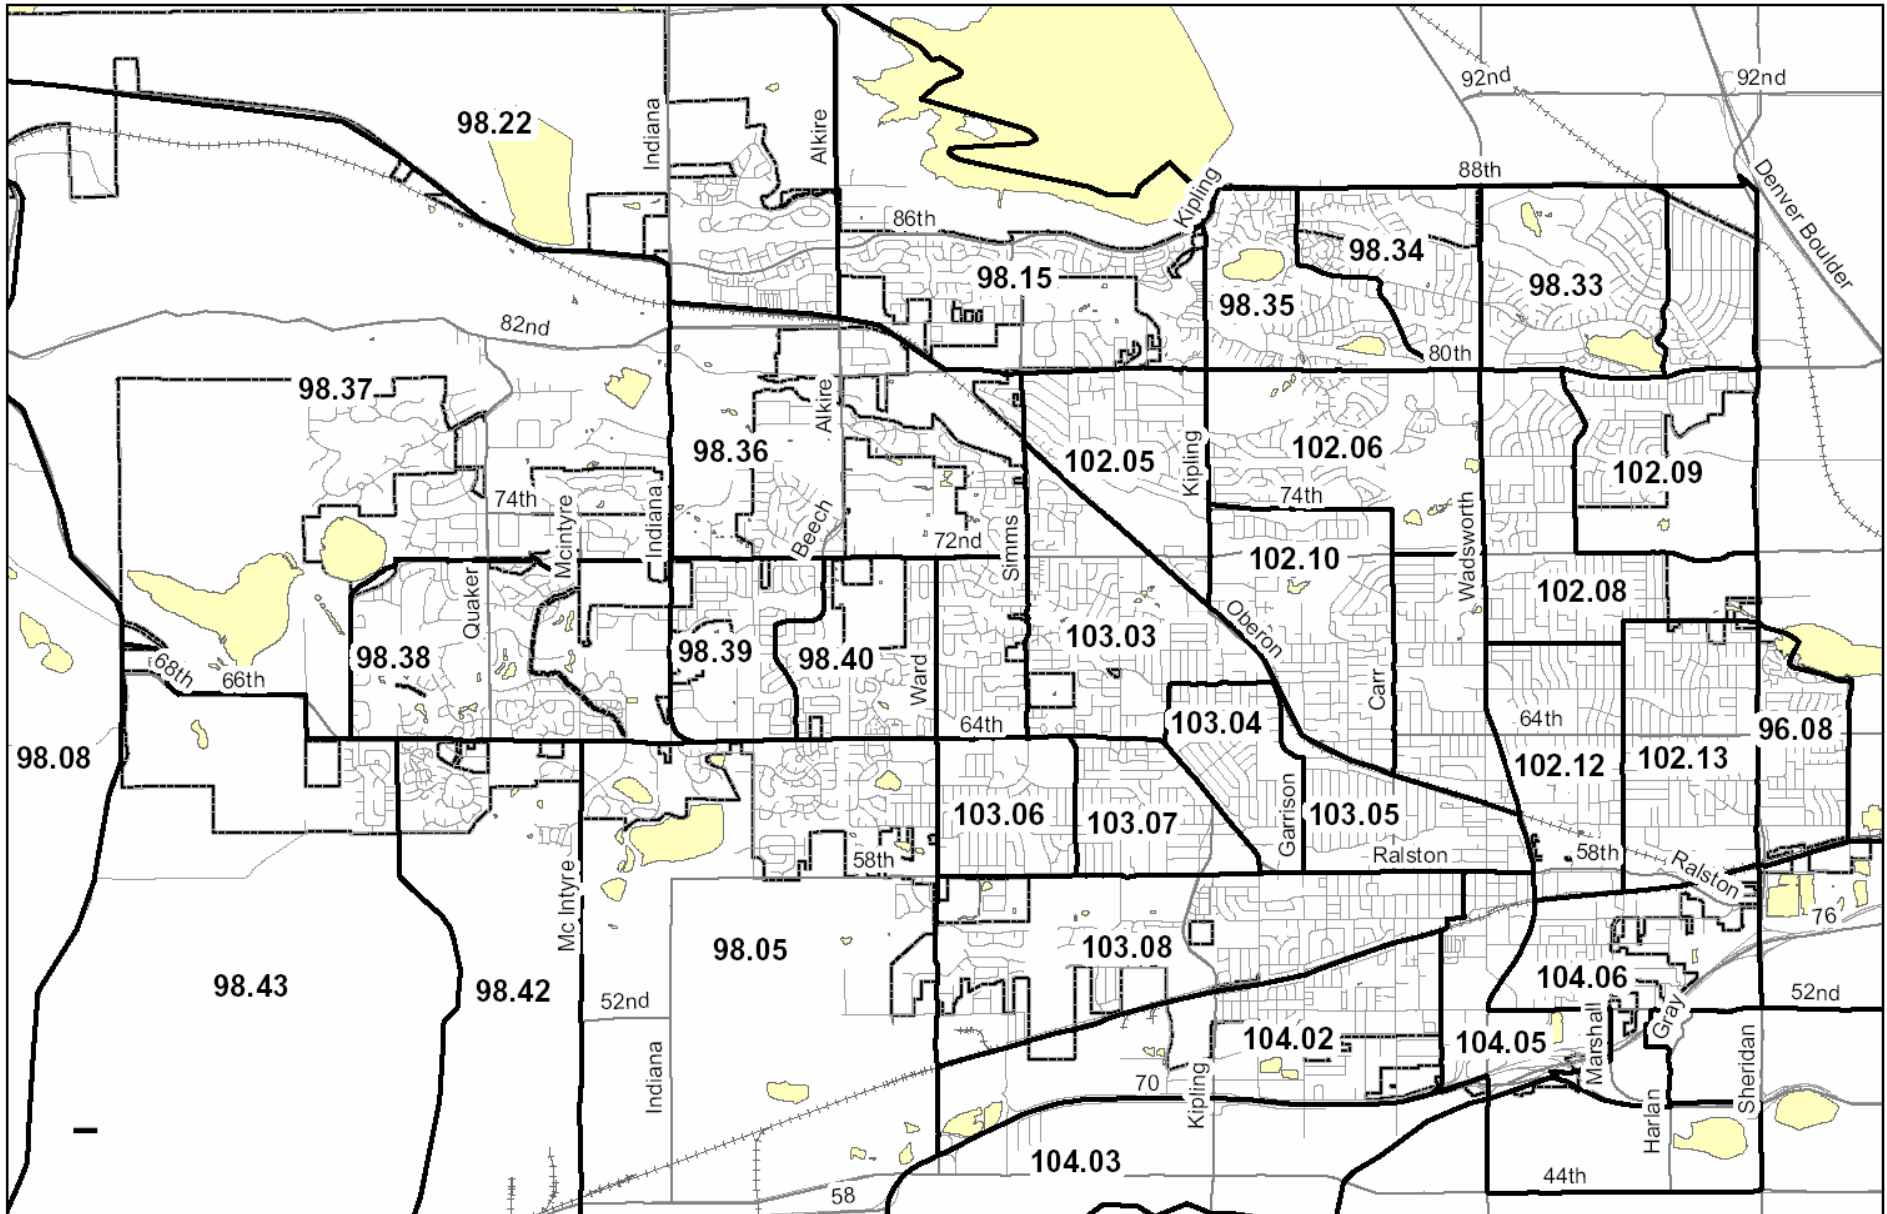 92nd
92nd
98.22
Indiana
Alkire
88th
Denver Boulder
Kipling
86th
98.34
98.15
98.33
98.35
82nd
80th
98.37
Alkire
98.36
102.05
Kipling
102.06
102.09
74th
McIntyre
Indiana
Beech
72nd
Simms
74th
Wadsworth
102.10
102.08
Quaker
103.03
Oberon
98.38
98.39
98.40
68th
66th
Ward
Carr
64th
103.04
64th
96.08
98.08
102.12
102.13
103.06
103.07
Garrison
103.05
58th
Ralston
58th
Ralston
76
Mc Intyre
98.05
103.08
98.43
98.42
52nd
104.06
52nd
Gray
Marshall
104.02
104.05
Indiana
70
Kipling
Harlan
Sheridan
104.03
58
44th